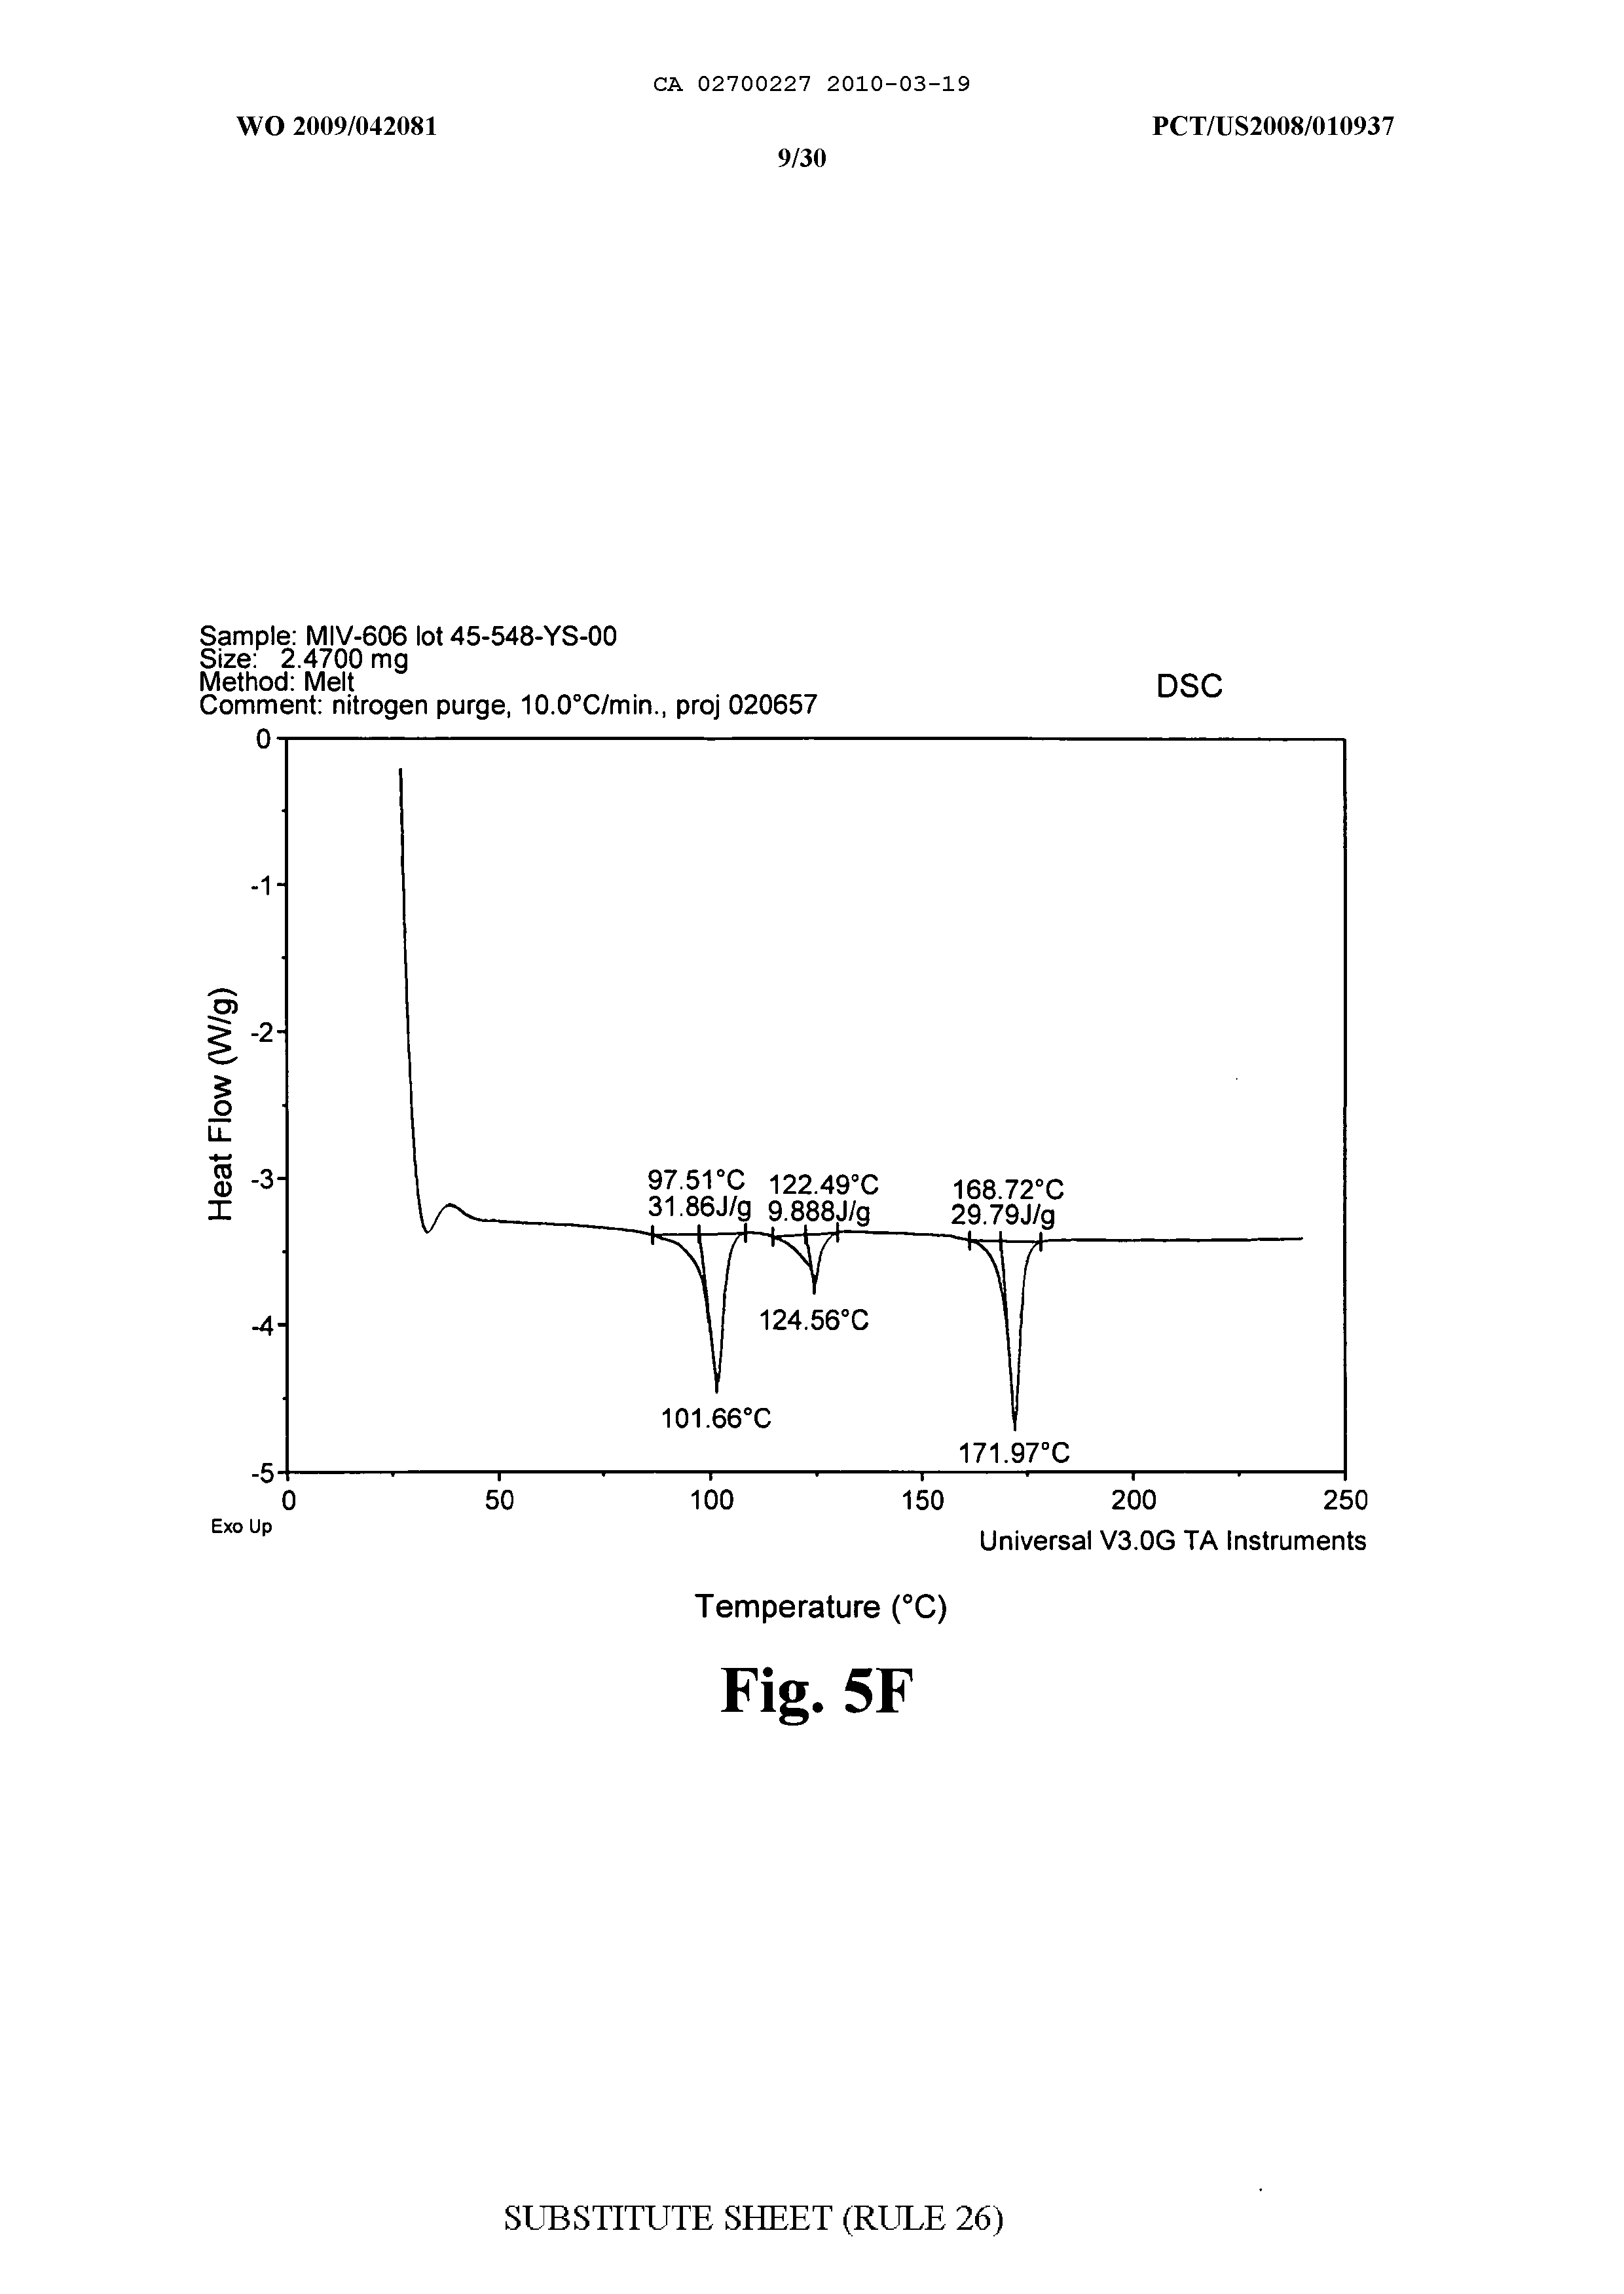 CA 02700227 2010-03-19
WO 2009/042081
PCT/US2008/010937
9/30
Sample: MIV-606 lot 45-548-YS-00
Size: 2.4700 mg
Method: Melt
Comment: nitrogen purge, 10.0°C/min., proj 020657
DSC
0
-1
-2
-3
-4
-5
Heat Flow (W/g)
97.51°C
31.86J/g
122.49°C
9.888J/g
168.72°C
29.79J/g
124.56°C
101.66°C
171.97°C
0
50
100
150
200
250
Exo Up
Universal V3.0G TA Instruments
Temperature (°C)
Fig. 5F
SUBSTITUTE SHEET (RULE 26)